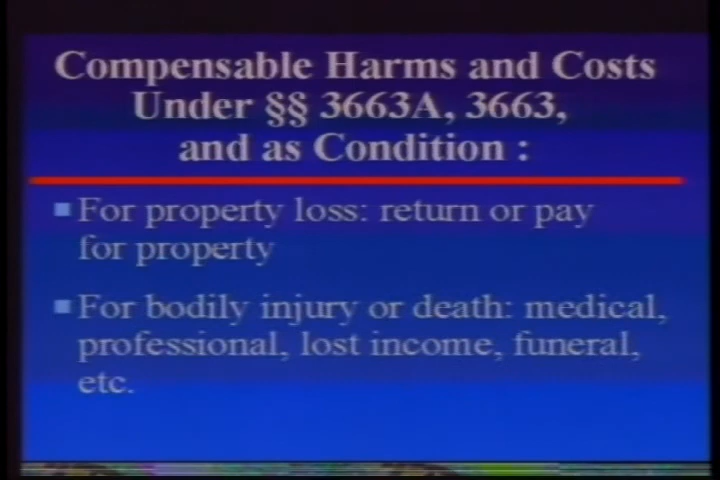 Compensable Harms and Costs
Under §§ 3663A, 3663,
and as Condition :
For property loss: return or pay
for property
For bodily injury or death: medical,
professional, lost income, funeral,
etc.